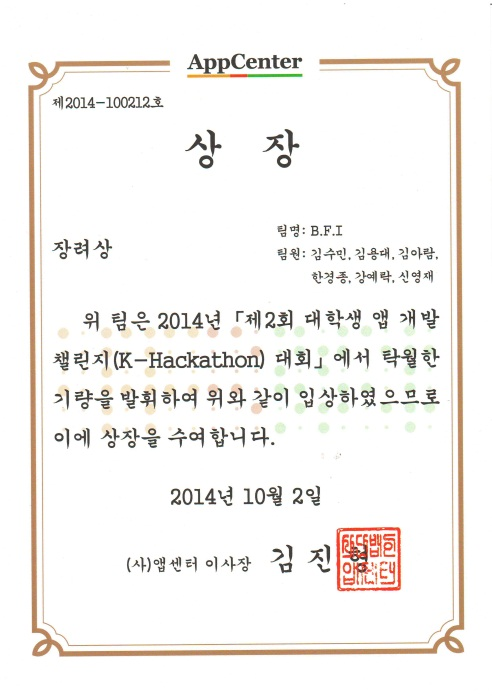 AppCenter
제2014-100212호
상 장
장려상
팀명: B.F.I
팀원: 김수민, 김용대, 김아람,
한경종, 강예락, 신영재
위 팀은 2014년 「제2회 대학생 앱 개발
챌린지(K-Hackathon) 대회」에서 탁월한
기량을 발휘하여 위와 같이 입상하였으므로
이에 상장을 수여합니다.
2014년 10월 2일
(사)앱센터 이사장 김 진 형